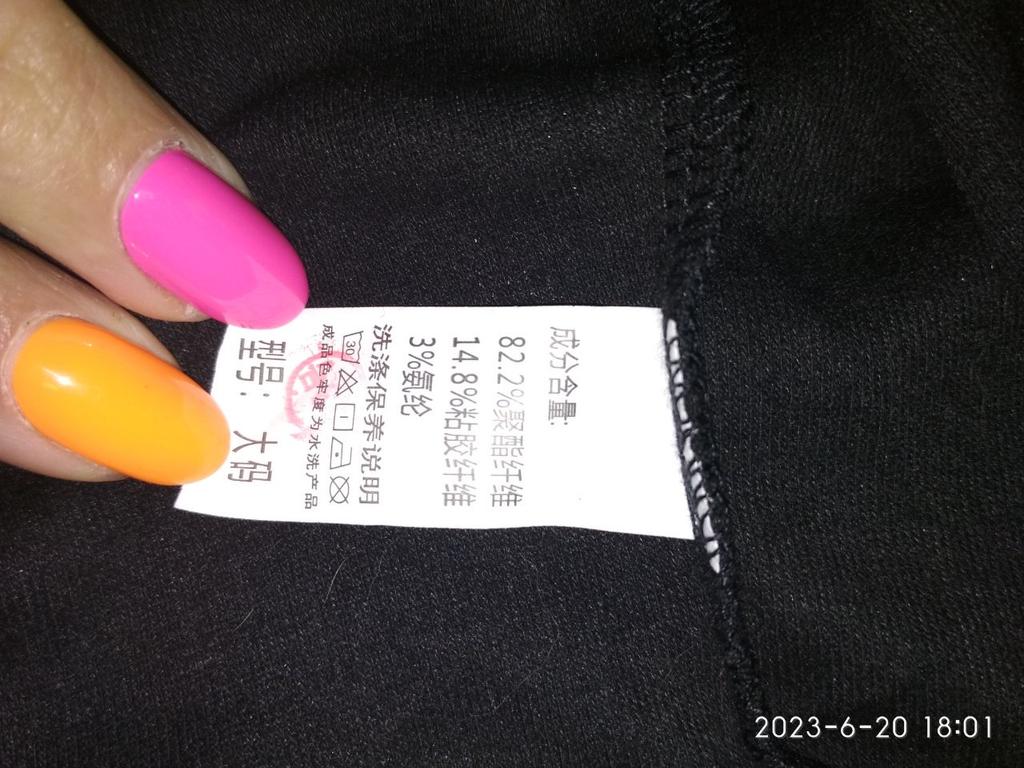 成分含量:
82.2%聚酯纤维
14.8%粘胶纤维
3%氨纶
洗涤保养说明
30
成品色牢度为水洗产品
型号: 大码
2023-6-20 18:01